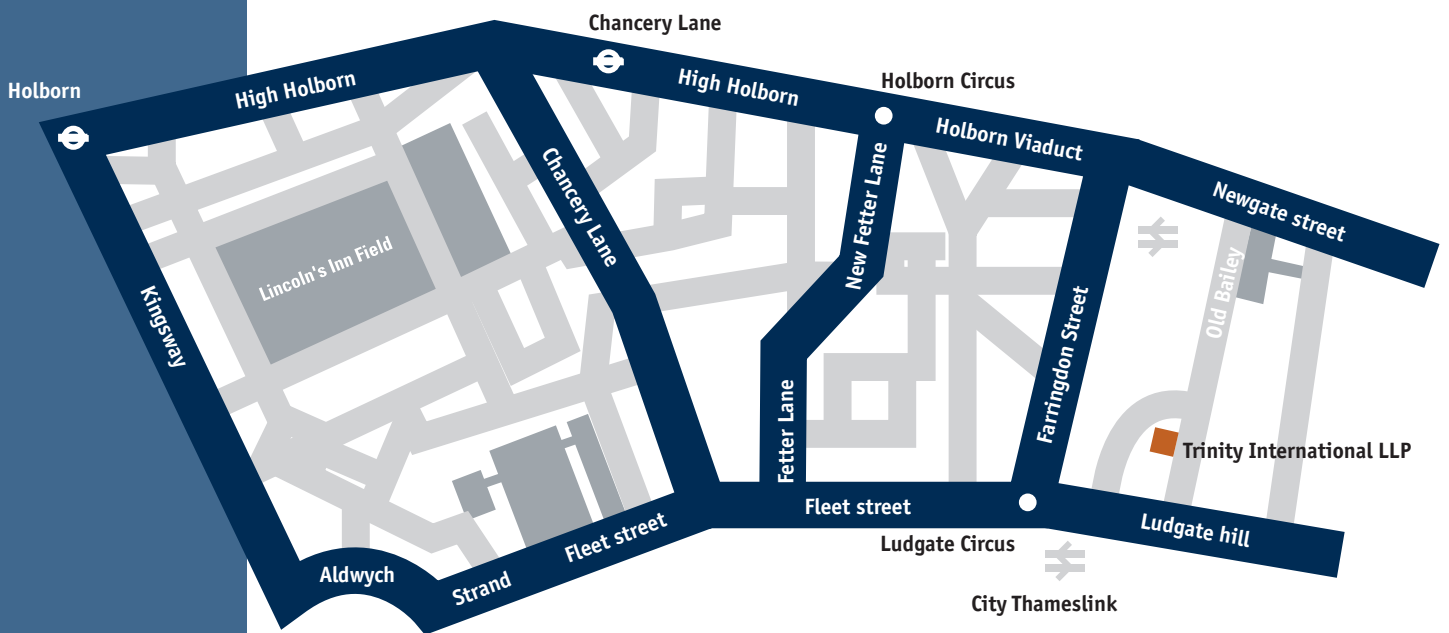 Chancery Lane
Holborn
High Holborn
High Holborn
Holborn Circus
Holborn Viaduct
Newgate street
Chancery Lane
New Fetter Lane
Lincoln's Inn Field
Old Bailey
Kingsway
Farringdon Street
Fetter Lane
Trinity International LLP
Fleet street
Fleet street
Ludgate hill
Ludgate Circus
Aldwych
Strand
City Thameslink